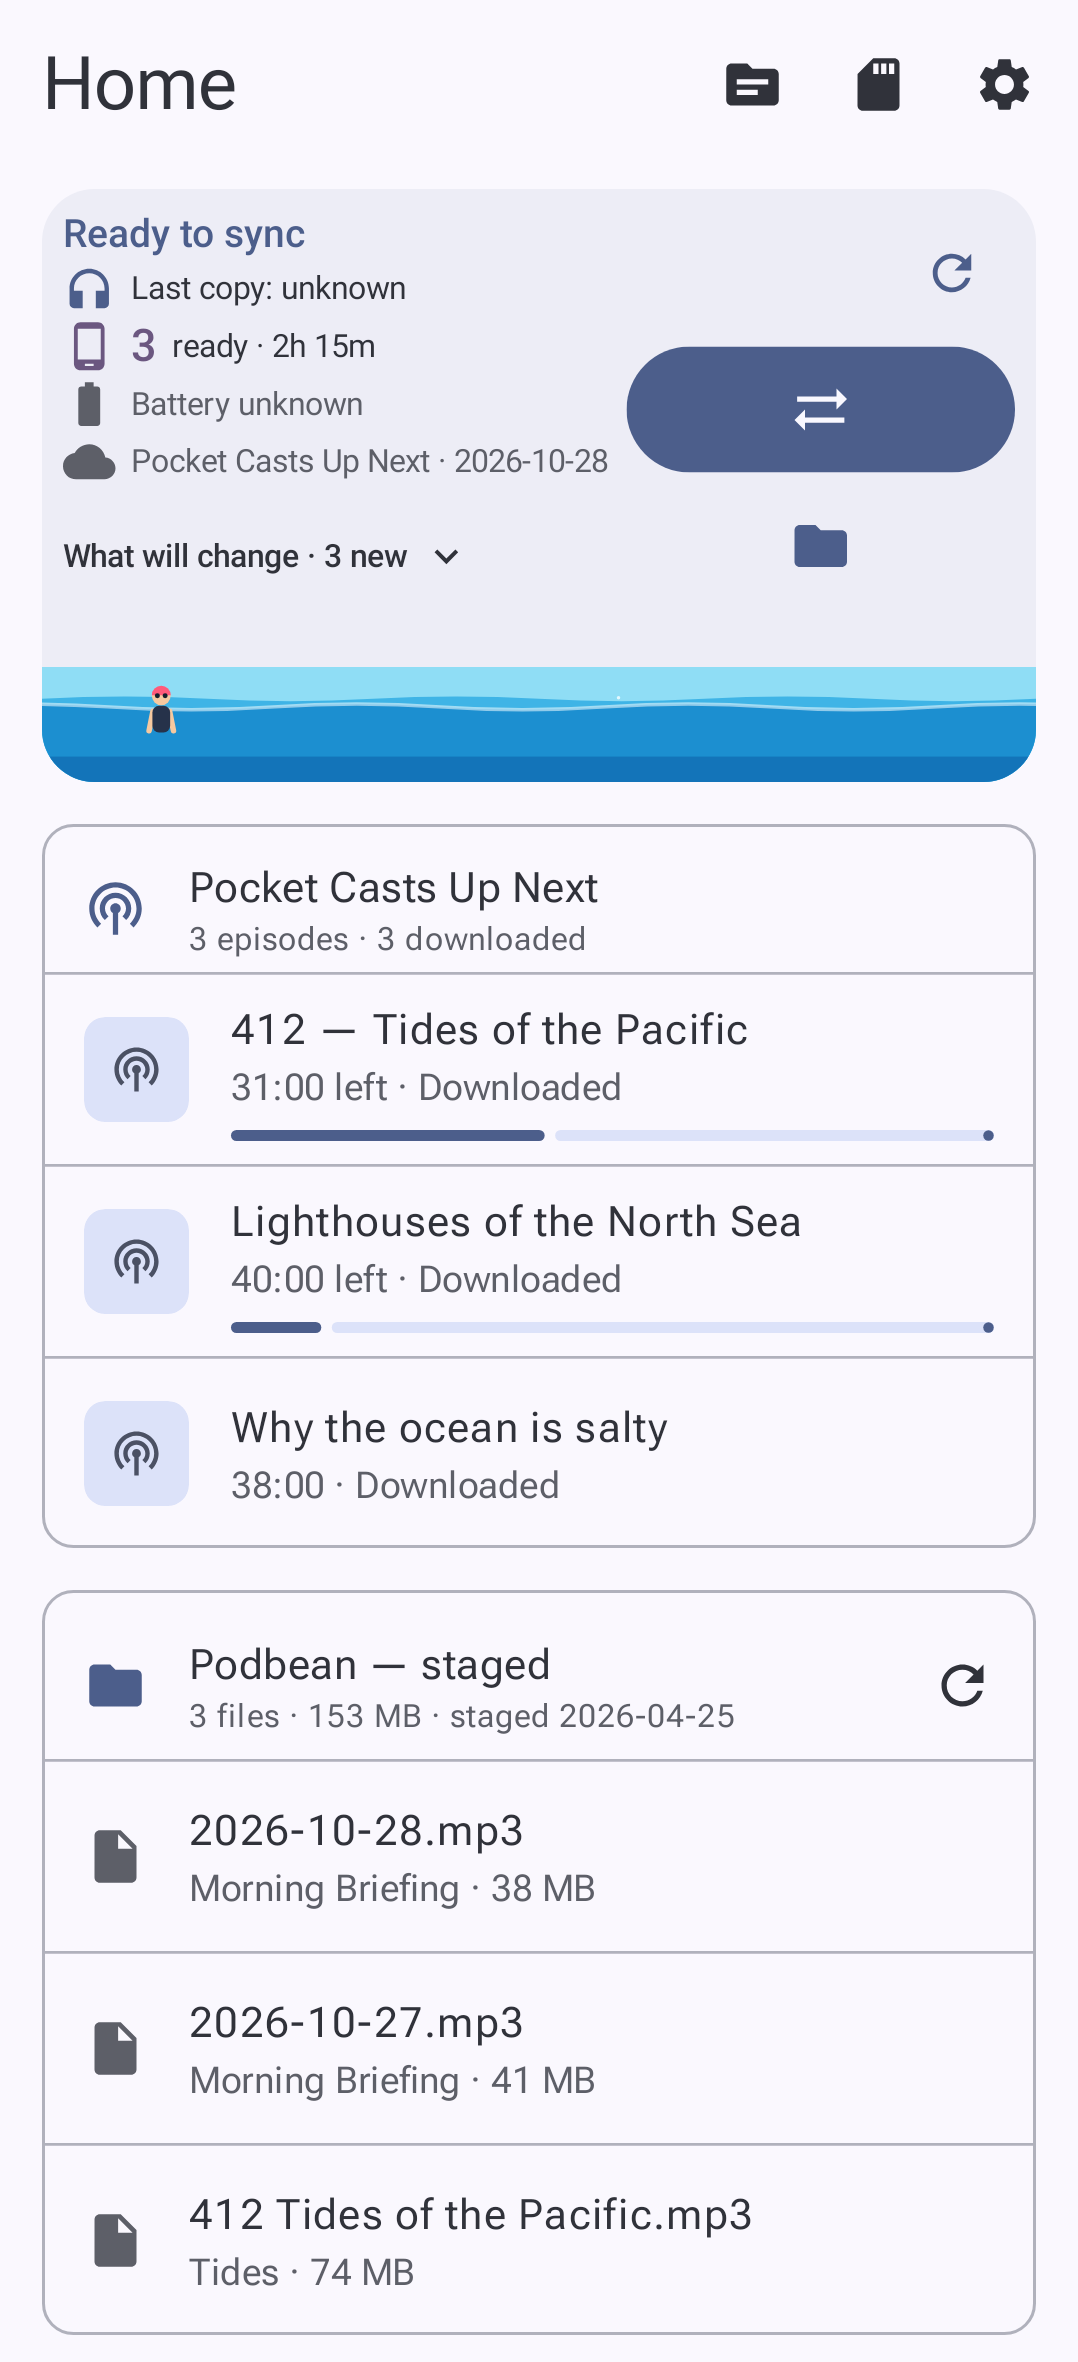 Home
Ready to sync
Last copy: unknown
3 ready · 2h 15m
Battery unknown
Pocket Casts Up Next · 2026-10-28
What will change · 3 new
Pocket Casts Up Next
3 episodes · 3 downloaded
412 — Tides of the Pacific
31:00 left · Downloaded
Lighthouses of the North Sea
40:00 left · Downloaded
Why the ocean is salty
38:00 · Downloaded
Podbean — staged
3 files · 153 MB · staged 2026-04-25
2026-10-28.mp3
Morning Briefing · 38 MB
2026-10-27.mp3
Morning Briefing · 41 MB
412 Tides of the Pacific.mp3
Tides · 74 MB